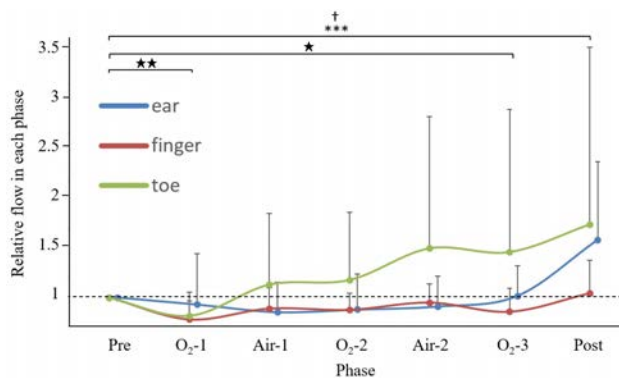 †
***
★
★★
3.5
3
2.5
2
1.5
1
Relative flow in each phase
ear
finger
toe
Pre O₂-1 Air-1 O₂-2 Air-2 O₂-3 Post
Phase